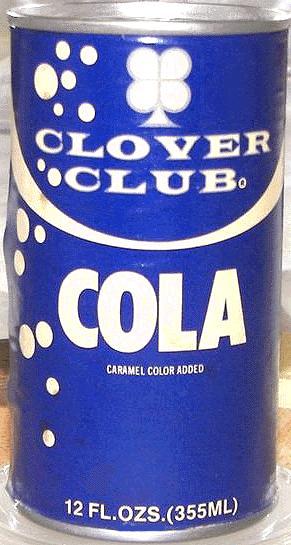 CLOVER
CLUB®
COLA
CARAMEL COLOR ADDED
12 FL.OZS.(355ML)